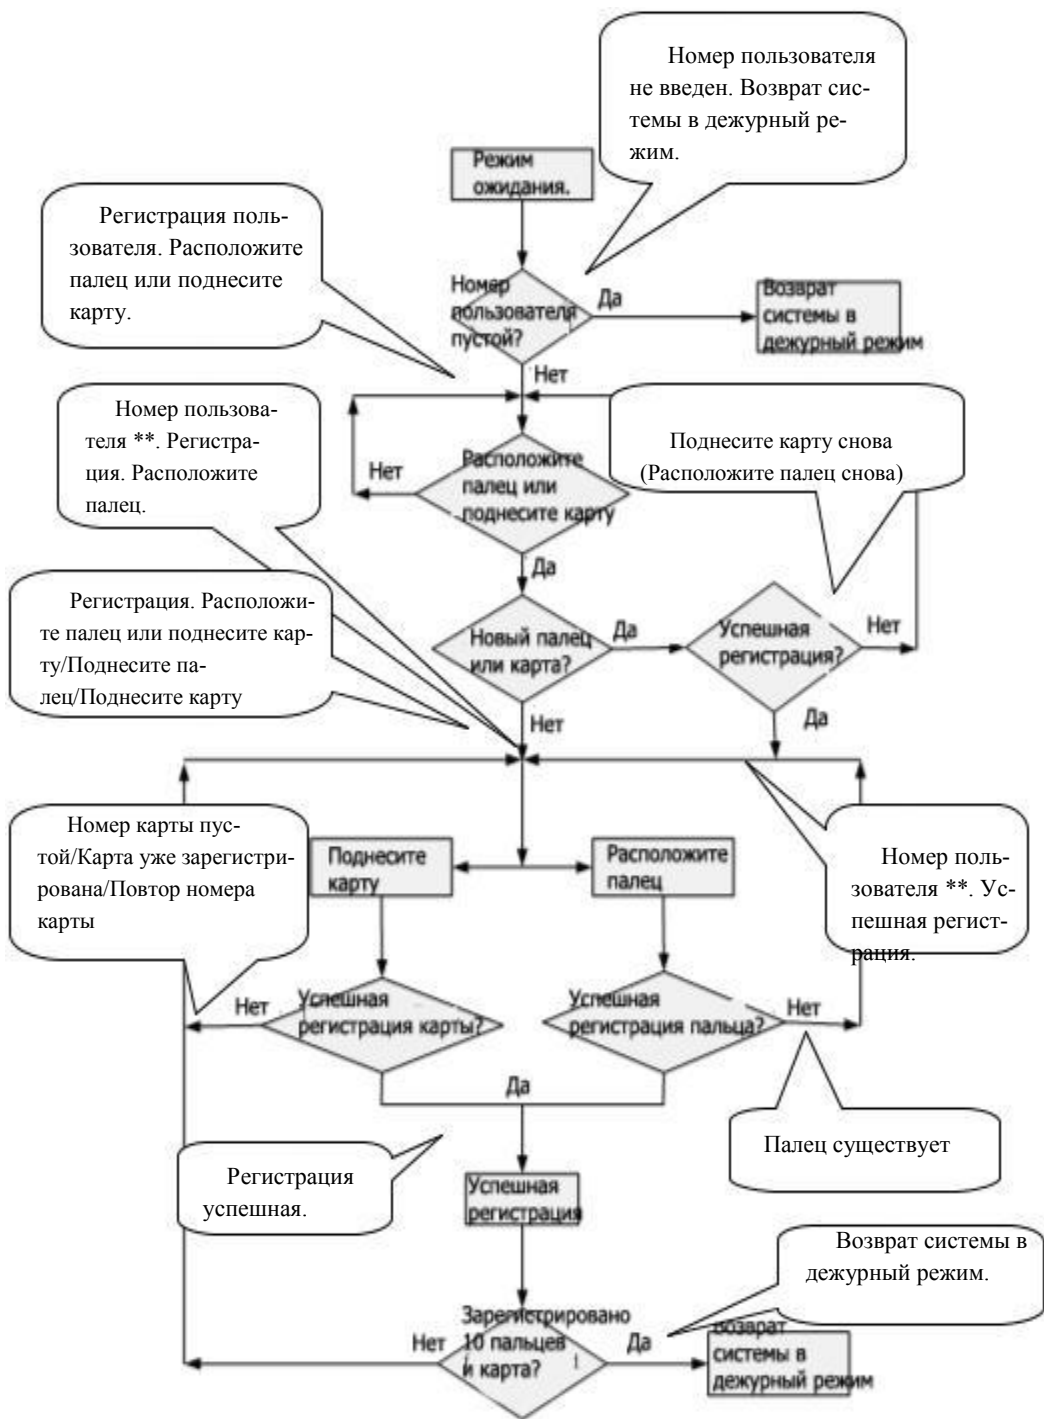 Номер пользователя
не введен. Возврат сис-
темы в дежурный ре-
жим.
Режим
ожидания.
Регистрация поль-
зователя. Расположите
палец или поднесите
карту.
Номер
пользователя
пустой?
Да
Возврат
системы в
дежурный режим
Нет
Номер пользова-
теля **. Регистра-
ция. Расположите
палец.
Поднесите карту снова
(Расположите палец снова)
Нет
Расположите
палец или
поднесите карту
Да
Регистрация. Расположи-
те палец или поднесите кар-
ту/Поднесите па-
лец/Поднесите карту
Новый палец
или карта?
Да
Успешная
регистрация?
Нет
Нет
Да
Номер карты пус-
той/Карта уже зарегистри-
рована/Повтор номера
карты
Поднесите
карту
Расположите
палец
Номер поль-
зователя **. Ус-
пешная регист-
рация.
Нет
Успешная
регистрация карты?
Успешная
регистрация пальца?
Нет
Да
Палец существует
Регистрация
успешная.
Успешная
регистрация
Возврат системы в
дежурный режим.
Нет
Зарегистрировано
10 пальцев
и карта?
Да
Возврат
системы в
дежурный режим